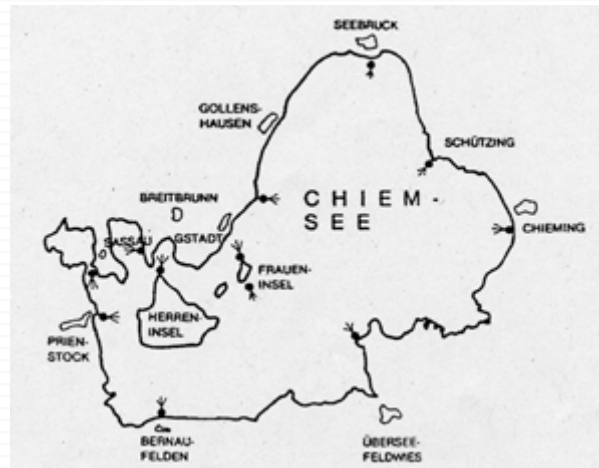 SEEBRUCK
GOLLENS-
HAUSEN
SCHÜTZING
BREITBRUNN
CHIEM-
SEE
CHIEMING
SASSAU
GSTADT
FRAUEN-
INSEL
HERREN-
INSEL
PRIEN-
STOCK
BERNAU-
FELDEN
ÜBERSEE-
FELDWIES